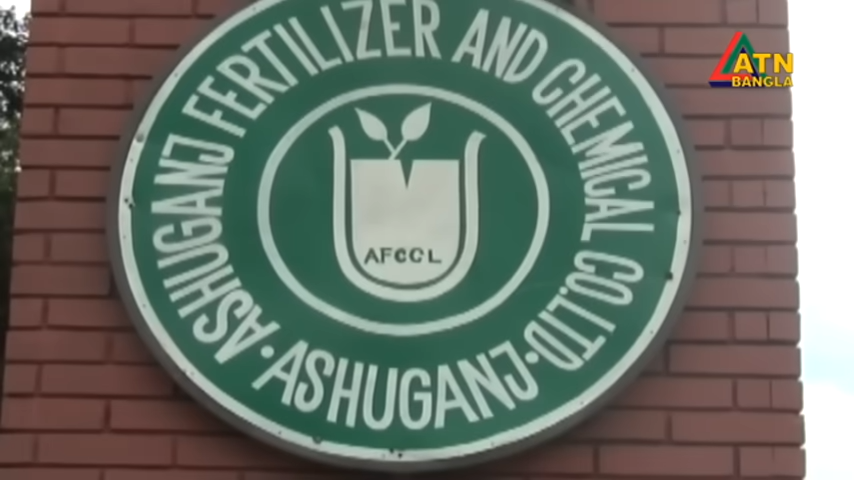 ASHUGANJ FERTILIZER AND CHEMICAL CO.LTD.
ASHUGANJ
AFCCL
ATN
BANGLA